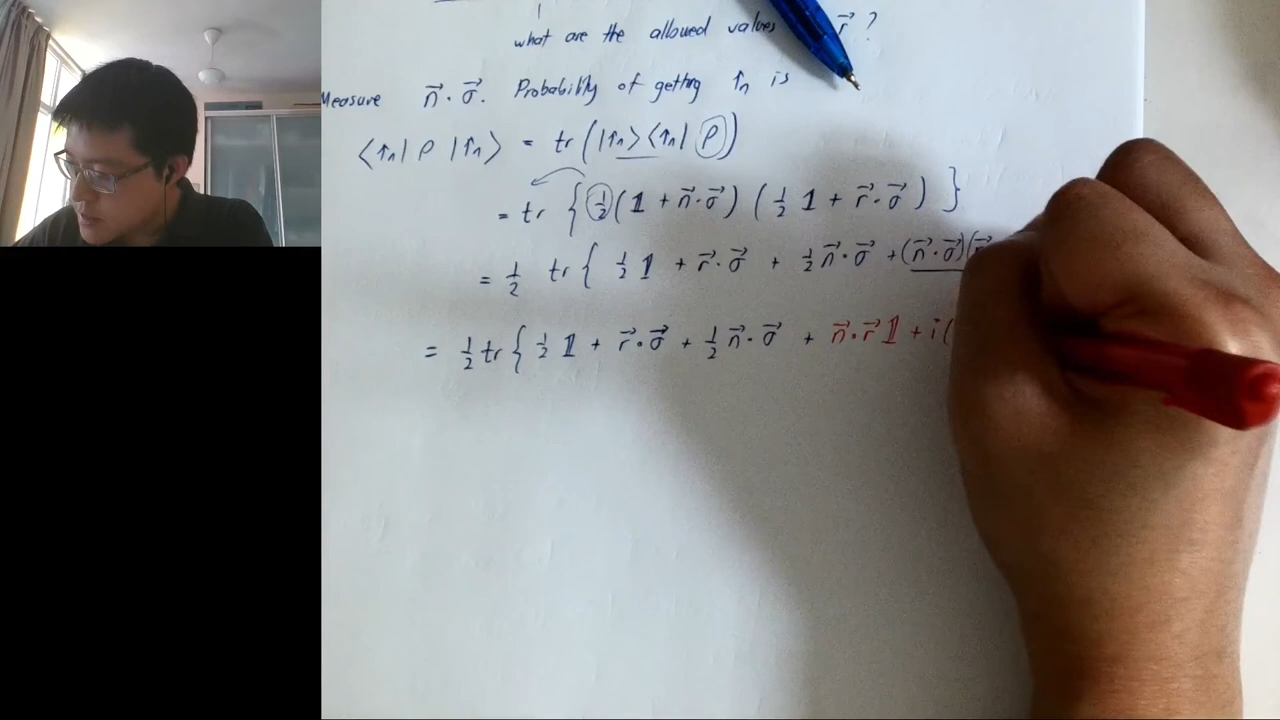 what are the allowed values r⃗ ?
Measure n⃗ · σ⃗. Probability of getting ↑ₙ is
⟨↑ₙ| ρ |↑ₙ⟩ = tr (|↑ₙ⟩⟨↑ₙ| ρ)
= tr { ½ (𝟙 + n⃗·σ⃗) (½ 𝟙 + r⃗·σ⃗) }
= ½ tr { ½ 𝟙 + r⃗·σ⃗ + ½ n⃗·σ⃗ + (n⃗·σ⃗)(r⃗
= ½ tr { ½ 𝟙 + r⃗·σ⃗ + ½ n⃗·σ⃗ + n⃗·r⃗ 𝟙 + i (